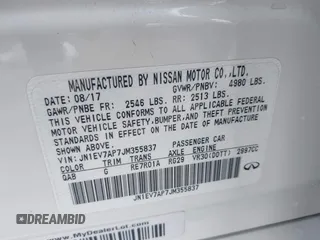 MANUFACTURED BY NISSAN MOTOR CO.,LTD.
DATE: 08/17 GVWR/PNBV: 4980 LBS.
GAWR/PNBE FR: 2546 LBS. RR: 2513 LBS.
THIS VEHICLE CONFORMS TO ALL APPLICABLE FEDERAL
MOTOR VEHICLE SAFETY,BUMPER,AND THEFT PREVENTION
STANDARDS IN EFFECT ON THE DATE OF MANUFACTURE
SHOWN ABOVE.
VIN: JN1EV7AP7JM355837 PASSENGER CAR
COLOR TRIM TRANS AXLE ENGINE
QAB G RE7R01A RG29 VR30(DDTT) 2997CC
JN1EV7AP7JM355837
DREAMBID
MyDealerLot.com
DREAMBID.COM